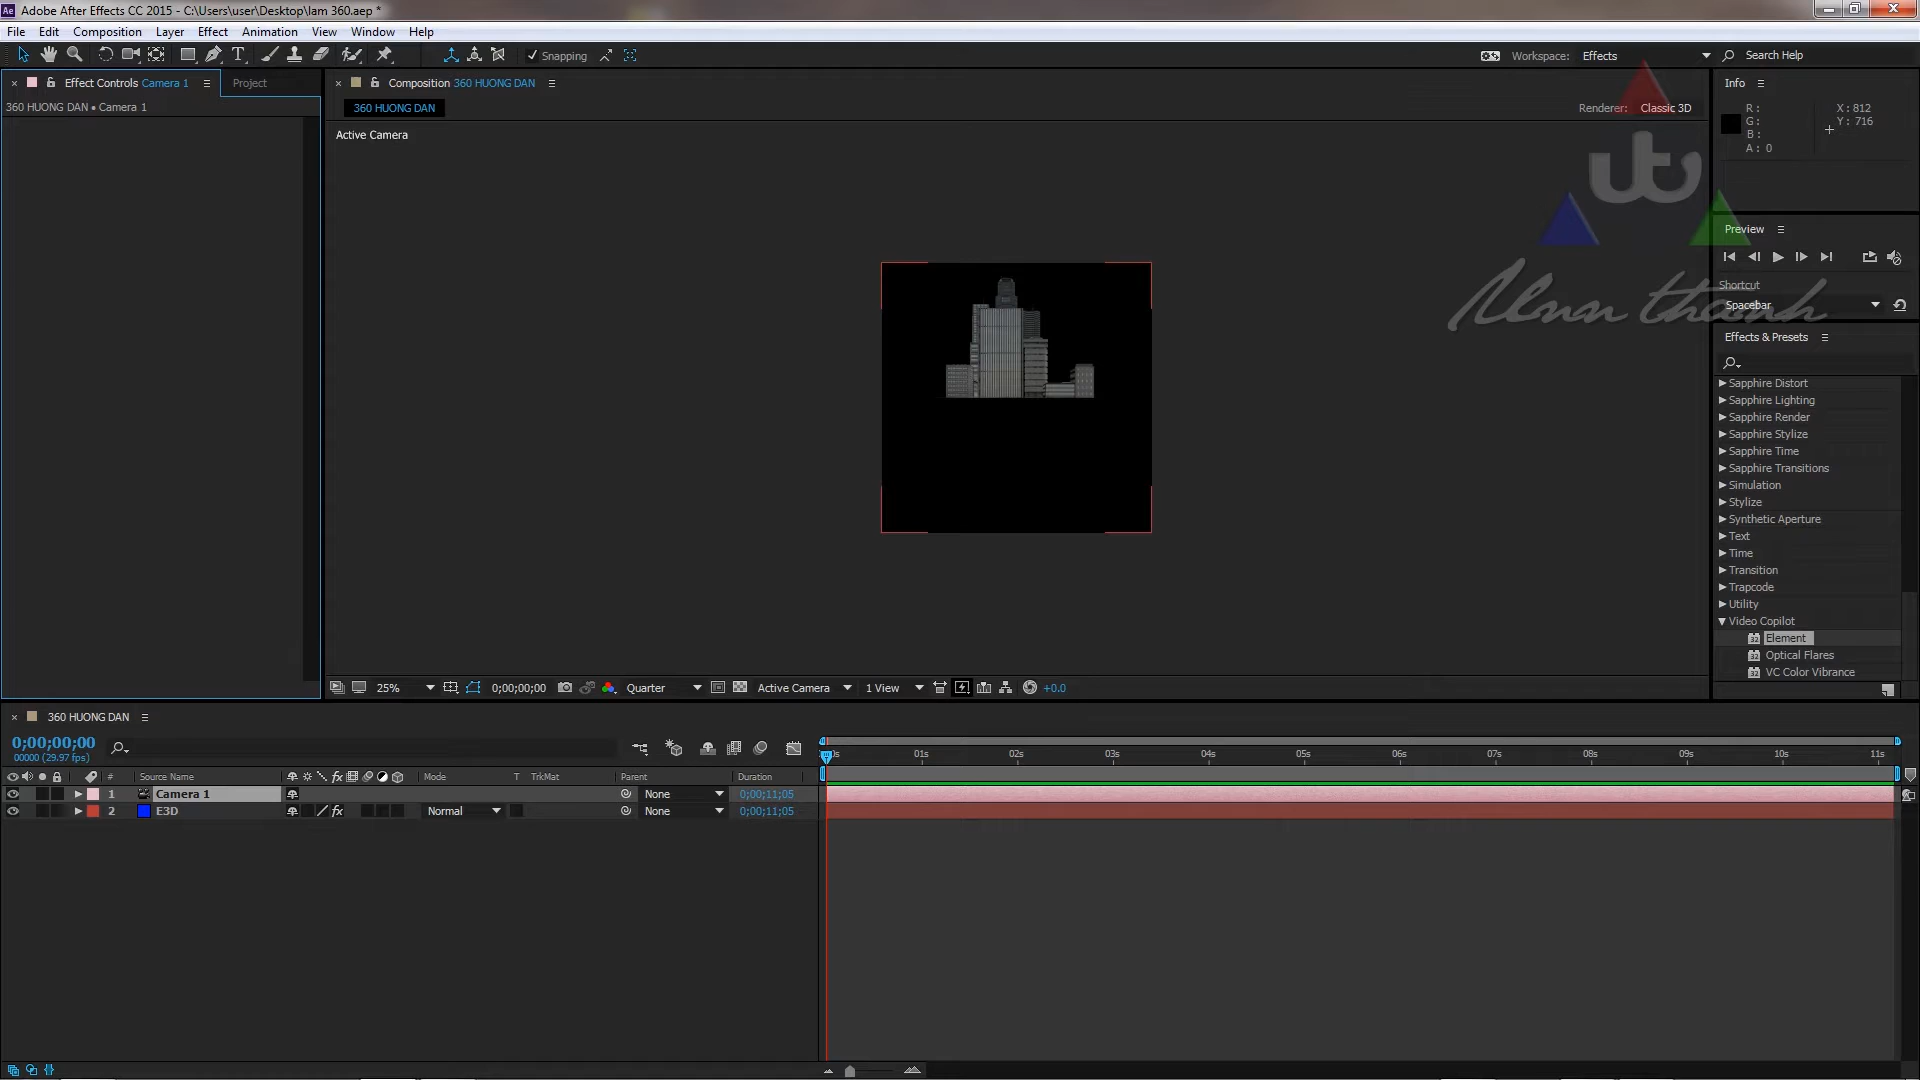 Adobe After Effects CC 2015 - C:\Users\user\Desktop\lam 360.aep *
File Edit Composition Layer Effect Animation View Window Help
Snapping
Workspace: Effects
Search Help
Effect Controls Camera 1
Project
360 HUONG DAN • Camera 1
Composition 360 HUONG DAN
360 HUONG DAN
Renderer: Classic 3D
Active Camera
Info
R :
G :
B :
A : 0
X : 812
Y : 716
Preview
Shortcut
Spacebar
Effects & Presets
Sapphire Distort
Sapphire Lighting
Sapphire Render
Sapphire Stylize
Sapphire Time
Sapphire Transitions
Simulation
Stylize
Synthetic Aperture
Text
Time
Transition
Trapcode
Utility
Video Copilot
Element
Optical Flares
VC Color Vibrance
25%
0;00;00;00
Quarter
Active Camera
1 View
+0.0
360 HUONG DAN
0;00;00;00
00000 (29.97 fps)
# Source Name Mode T TrkMat Parent Duration
1 Camera 1 None 0;00;11;05
2 E3D Normal None 0;00;11;05
01s 02s 03s 04s 05s 06s 07s 08s 09s 10s 11s